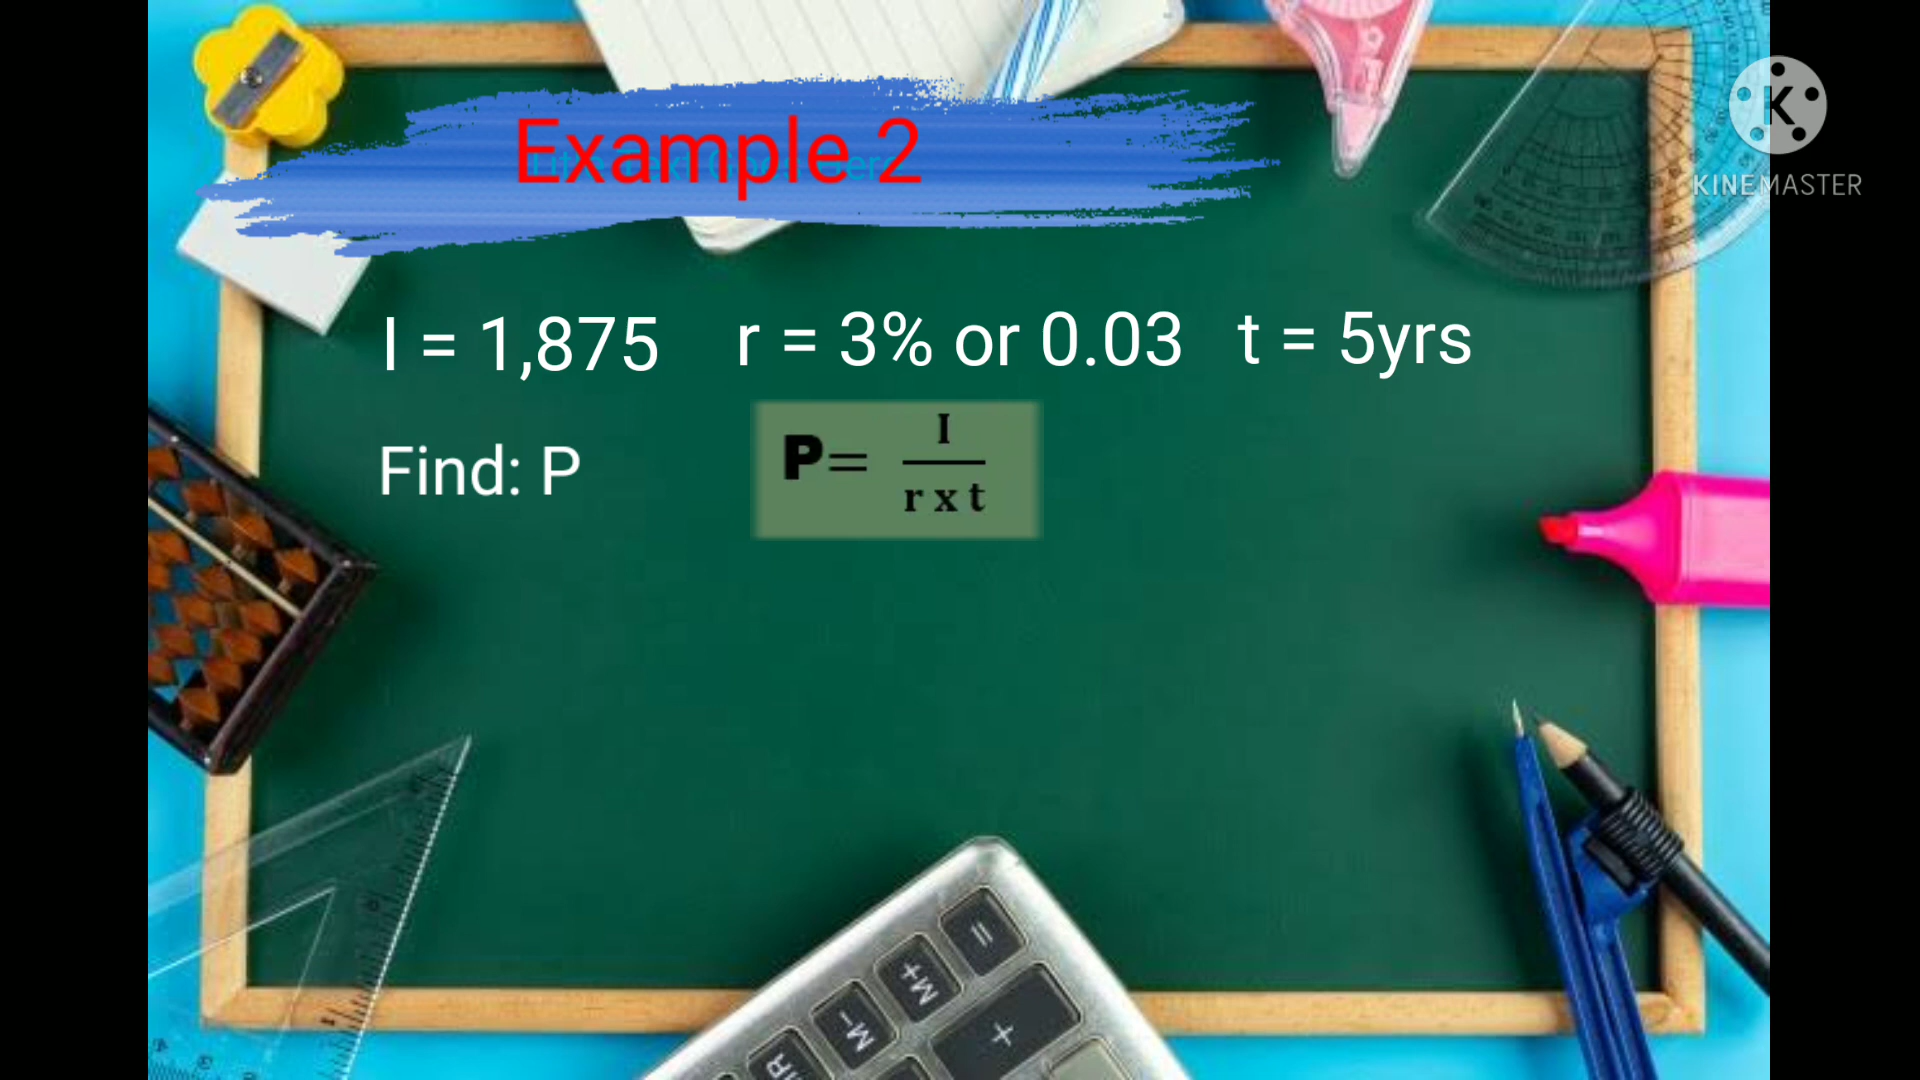 Example 2
K
KINEMASTER
I = 1,875 r = 3% or 0.03 t = 5yrs
Find: P
P= I
r x t
=
M+
M-
+